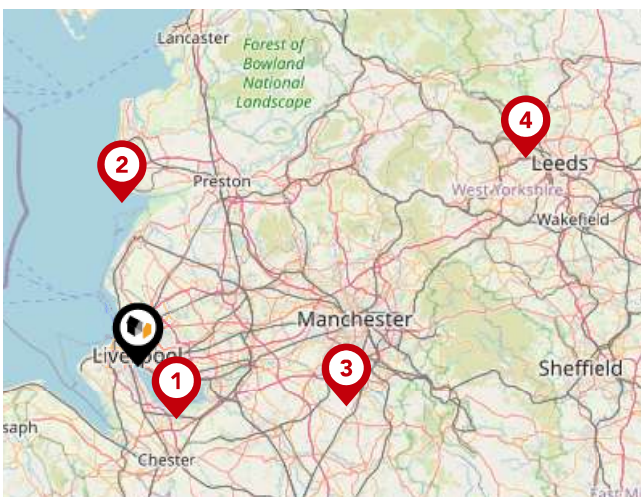 Lancaster
Forest of
Bowland
National
Landscape
4
2
Leeds
Preston
West Yorkshire
Wakefield
Manchester
Liverpool
Sheffield
3
1
saph
Chester
East M